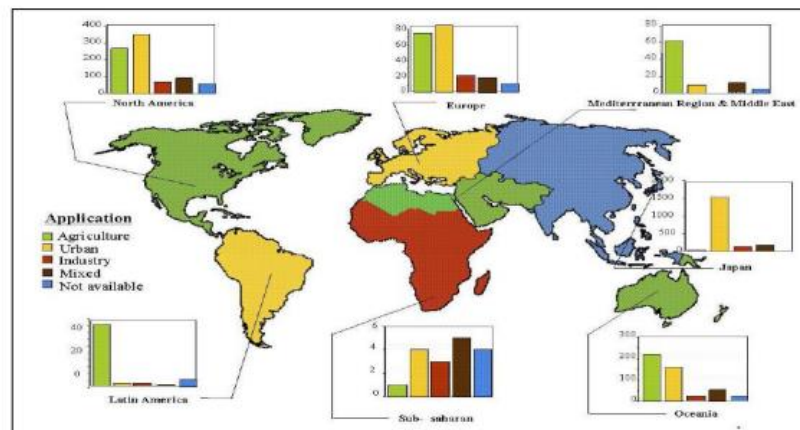 400
300
200
100
0
North America
80
60
40
20
0
Europe
80
60
40
20
0
Mediterrranean Region & Middle East
Application
Agriculture
Urban
Industry
Mixed
Not available
1500
1000
500
0
Japan
40
20
0
Latin America
6
4
2
0
Sub- saharan
300
200
100
0
Oceania